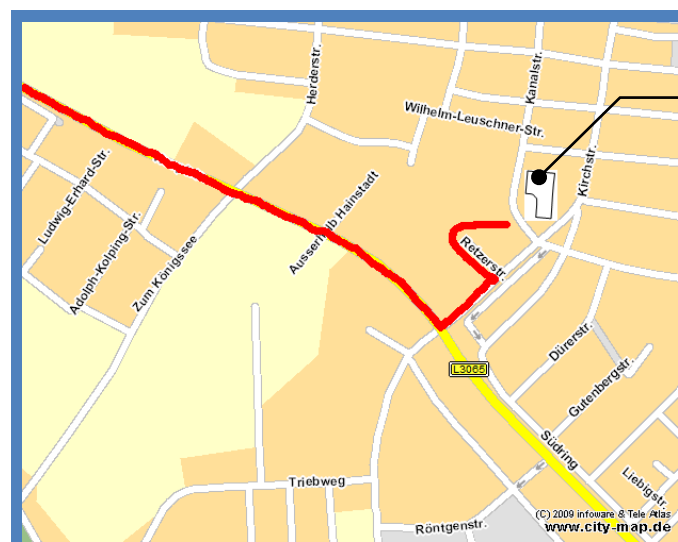 Herderstr.
Kanalstr.
Wilhelm-Leuschner-Str.
Kirchstr.
Ludwig-Erhard-Str.
Adolph-Kolping-Str.
Zum Königssee
Ausserhalb Hainstadt
Retzerstr.
Dürerstr.
L3065
Gutenbergstr.
Südring
Liebigstr.
Triebweg
Röntgenstr.
(C) 2009 infoware & Tele Atlas
www.city-map.de